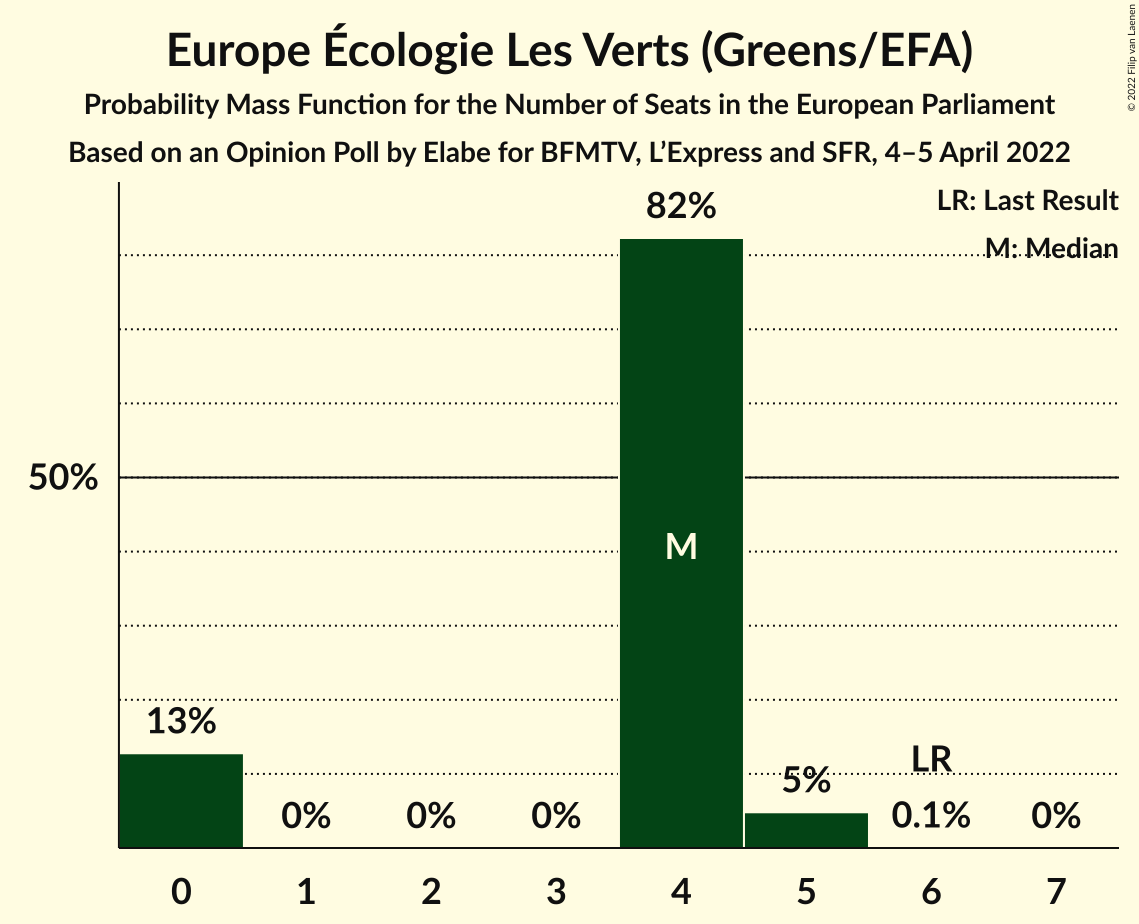 Europe Écologie Les Verts (Greens/EFA)
Probability Mass Function for the Number of Seats in the European Parliament
Based on an Opinion Poll by Elabe for BFMTV, L’Express and SFR, 4–5 April 2022
© 2022 Filip van Laenen
LR: Last Result
M: Median
82%
50%
M
13%
0%
0%
0%
5%
LR
0.1%
0%
0 1 2 3 4 5 6 7